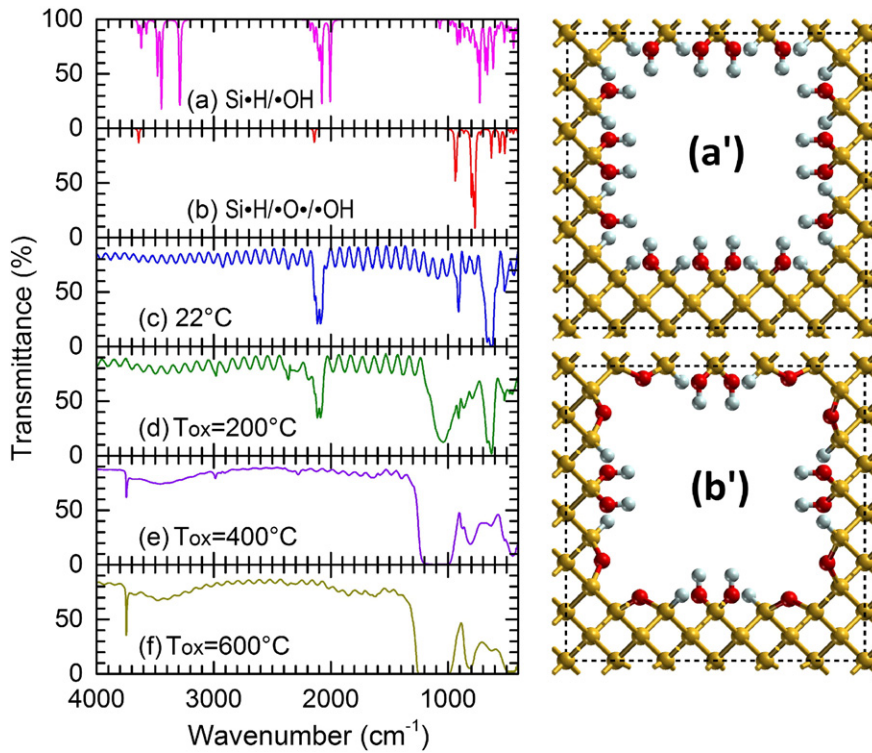 100
50
0
(a) Si•H/•OH
50
0
(b) Si•H/•O•/•OH
50
0
(c) 22°C
50
0
(d) Tox=200°C
50
0
(e) Tox=400°C
50
0
(f) Tox=600°C
4000 3000 2000 1000
Wavenumber (cm-1)
Transmittance (%)
(a')
(b')